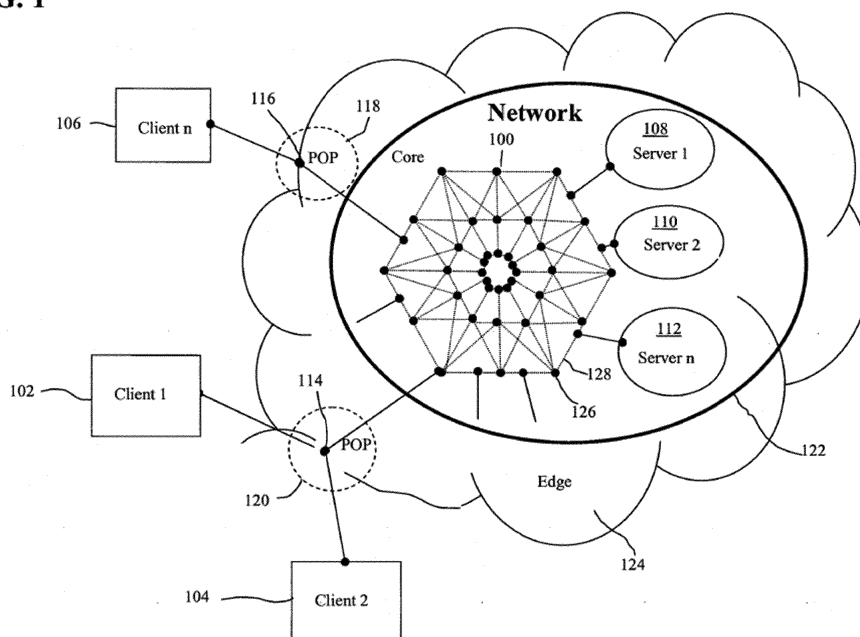 116
118
Network
106
Client n
POP
Core
100
108
Server 1
110
Server 2
112
Server n
102
Client 1
114
128
126
POP
122
120
Edge
124
104
Client 2